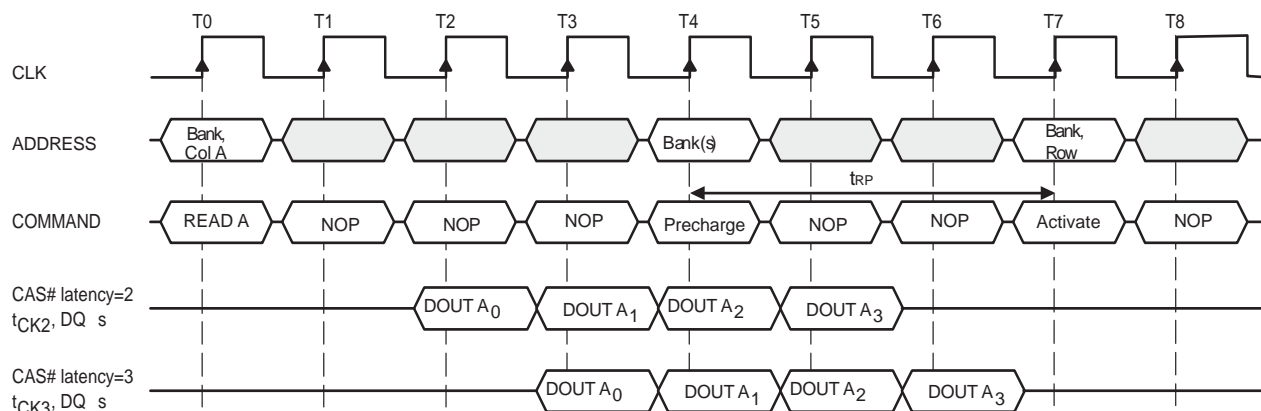 T0 T1 T2 T3 T4 T5 T6 T7 T8
CLK
ADDRESS
Bank,
Col A
Bank(s)
Bank,
Row
tRP
COMMAND READ A NOP NOP NOP Precharge NOP NOP Activate NOP
CAS# latency=2
tCK2, DQ s
DOUT A0 DOUT A1 DOUT A2 DOUT A3
CAS# latency=3
tCK3, DQ s
DOUT A0 DOUT A1 DOUT A2 DOUT A3